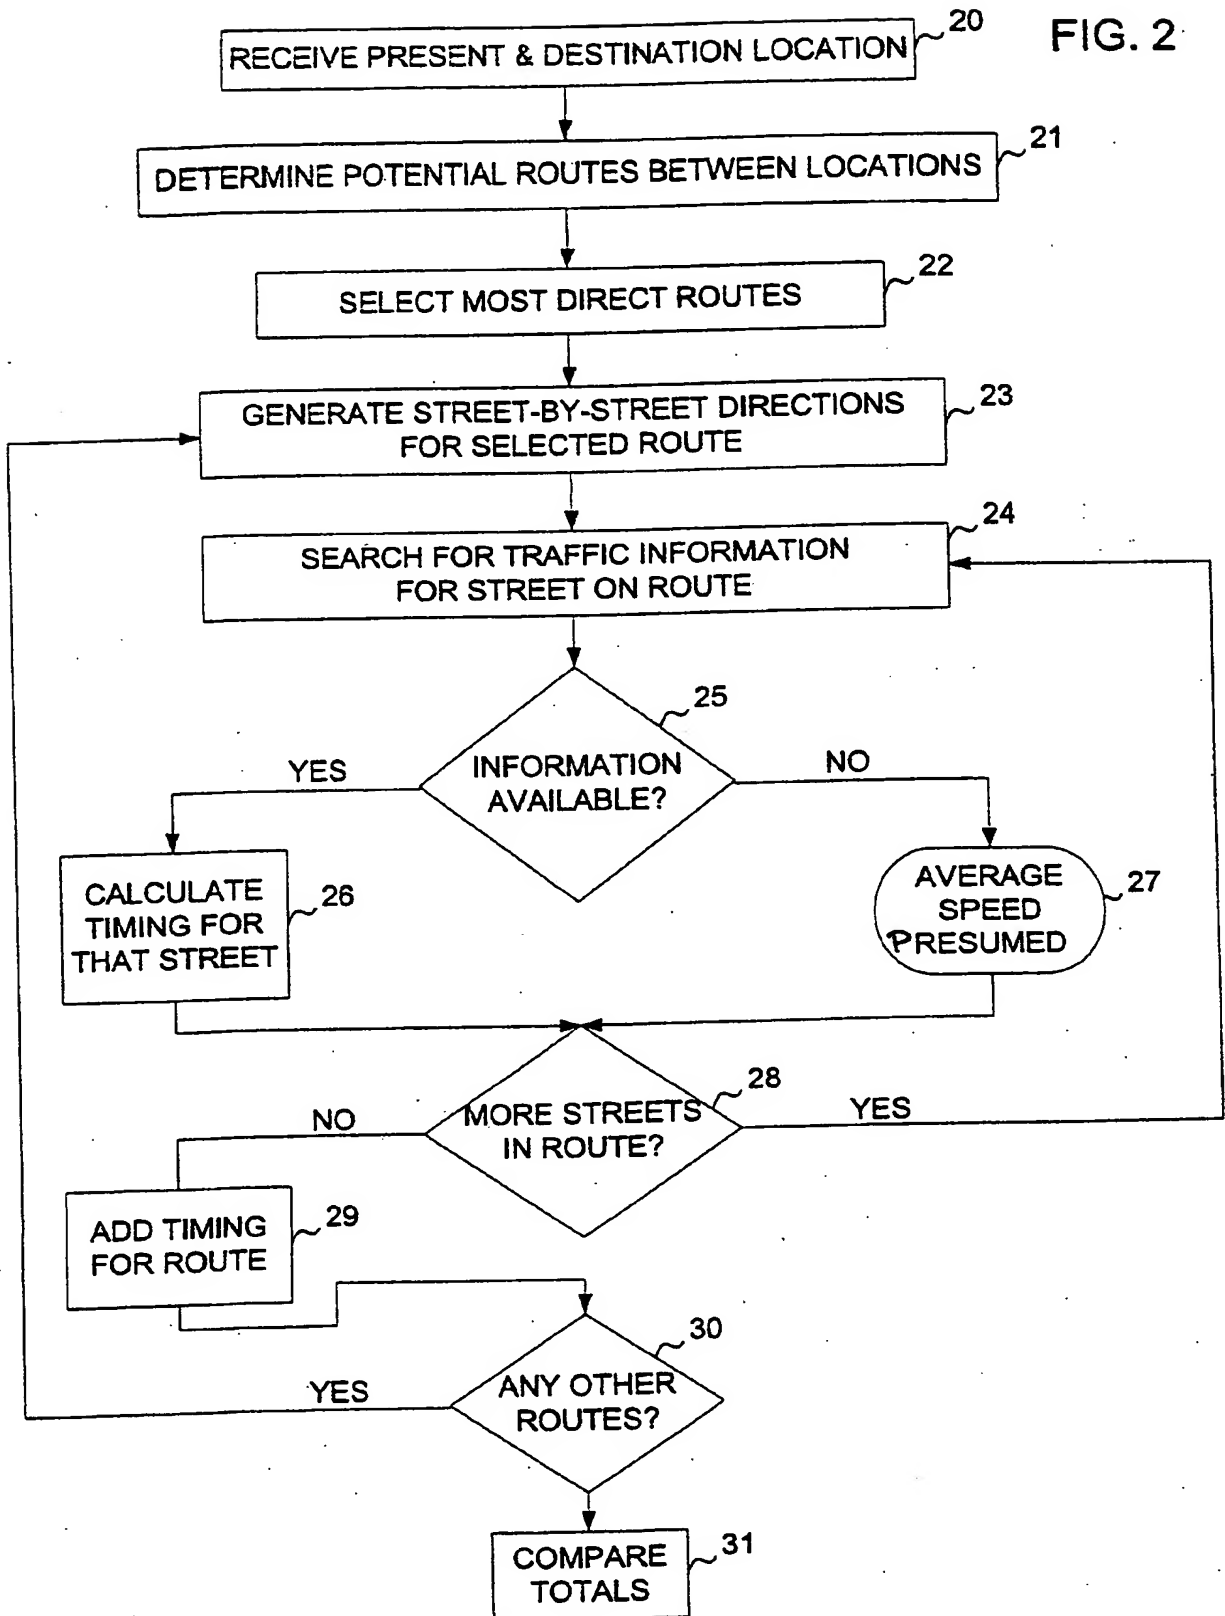 FIG. 2
RECEIVE PRESENT & DESTINATION LOCATION
20
DETERMINE POTENTIAL ROUTES BETWEEN LOCATIONS
21
SELECT MOST DIRECT ROUTES
22
GENERATE STREET-BY-STREET DIRECTIONS
FOR SELECTED ROUTE
23
SEARCH FOR TRAFFIC INFORMATION
FOR STREET ON ROUTE
24
INFORMATION
AVAILABLE?
25
YES
NO
CALCULATE
TIMING FOR
THAT STREET
26
AVERAGE
SPEED
PRESUMED
27
MORE STREETS
IN ROUTE?
28
NO
YES
ADD TIMING
FOR ROUTE
29
ANY OTHER
ROUTES?
30
YES
COMPARE
TOTALS
31